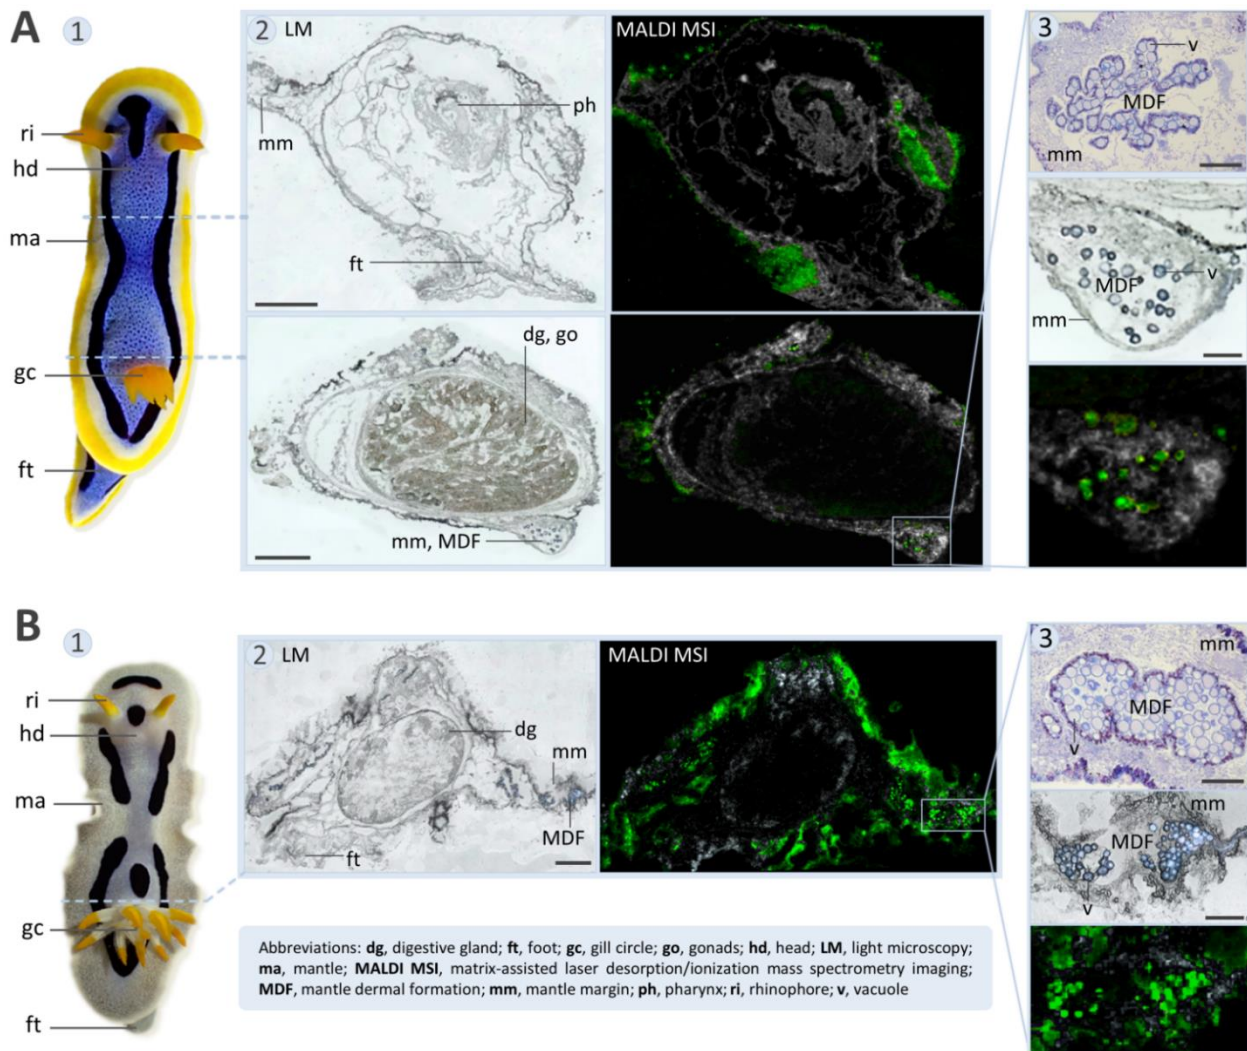 A
1
ri
hd
ma
gc
ft
2 LM
MALDI MSI
ph
mm
ft
dg, go
mm, MDF
3
v
MDF
mm
v
MDF
mm
B
1
ri
hd
ma
gc
ft
2 LM
MALDI MSI
dg
mm
MDF
ft
3
mm
MDF
v
mm
MDF
v
Abbreviations: dg, digestive gland; ft, foot; gc, gill circle; go, gonads; hd, head; LM, light microscopy;
ma, mantle; MALDI MSI, matrix-assisted laser desorption/ionization mass spectrometry imaging;
MDF, mantle dermal formation; mm, mantle margin; ph, pharynx; ri, rhinophore; v, vacuole